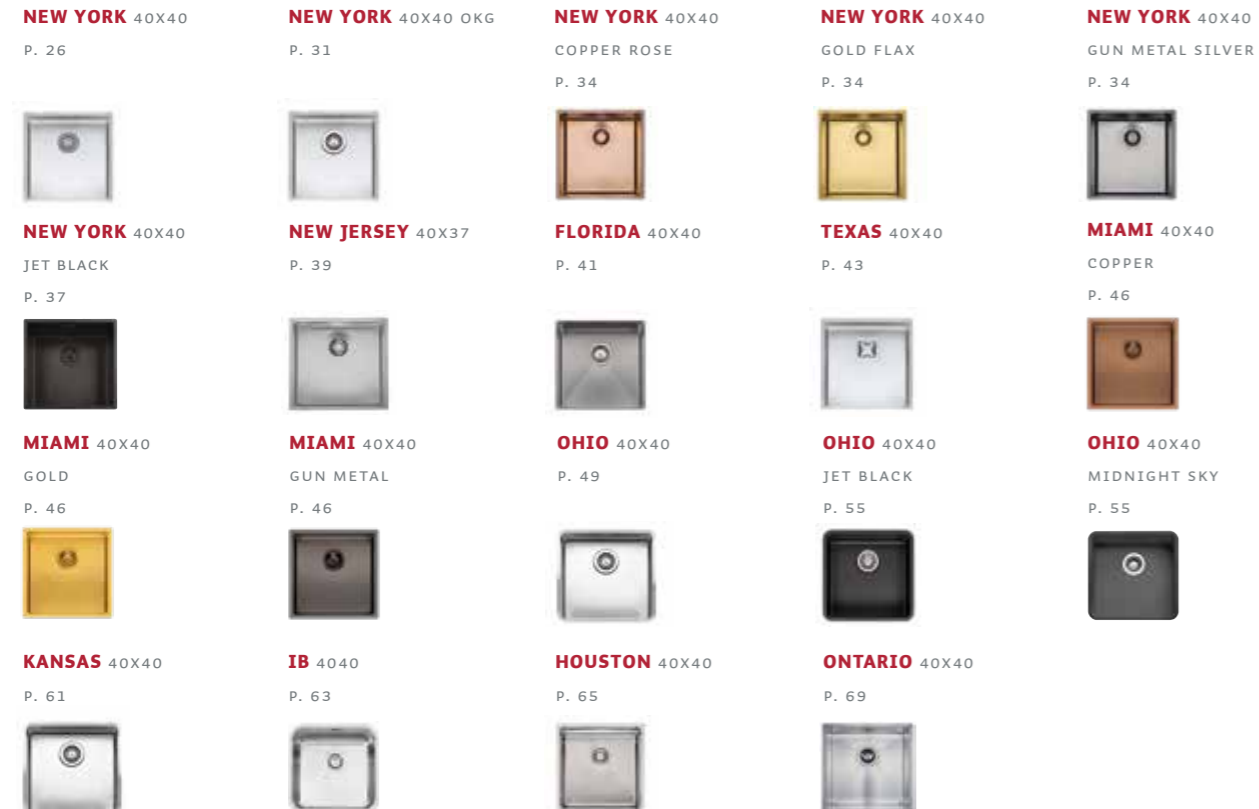 NEW YORK 40X40
P. 26
NEW YORK 40X40 OKG
P. 31
NEW YORK 40X40
COPPER ROSE
P. 34
NEW YORK 40X40
GOLD FLAX
P. 34
NEW YORK 40X40
GUN METAL SILVER
P. 34
NEW YORK 40X40
JET BLACK
P. 37
NEW JERSEY 40X37
P. 39
FLORIDA 40X40
P. 41
TEXAS 40X40
P. 43
MIAMI 40X40
COPPER
P. 46
MIAMI 40X40
GOLD
P. 46
MIAMI 40X40
GUN METAL
P. 46
OHIO 40X40
P. 49
OHIO 40X40
JET BLACK
P. 55
OHIO 40X40
MIDNIGHT SKY
P. 55
KANSAS 40X40
P. 61
IB 4040
P. 63
HOUSTON 40X40
P. 65
ONTARIO 40X40
P. 69